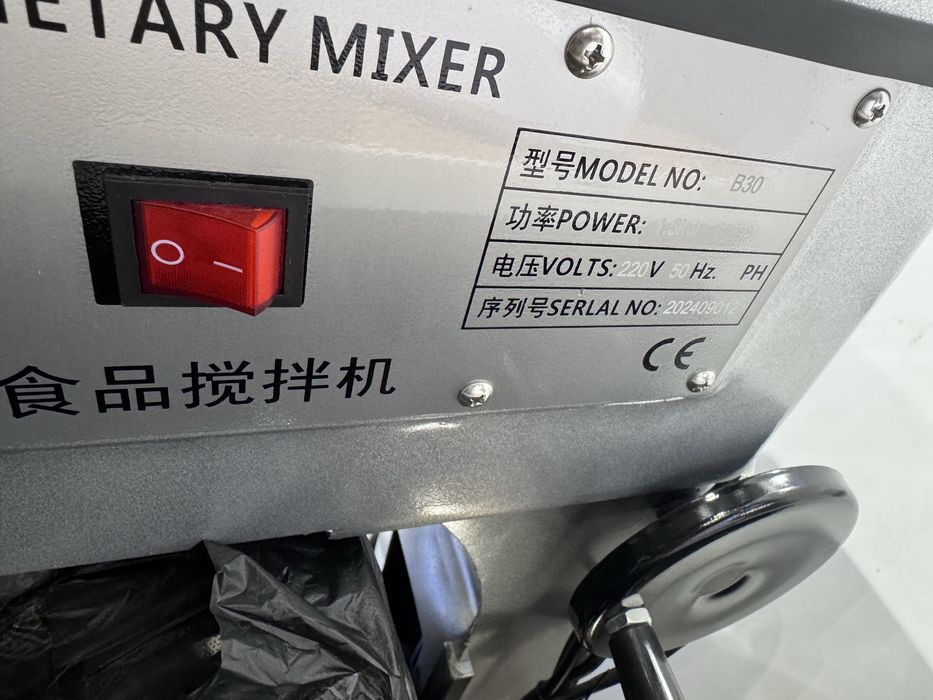 ETARY MIXER
型号MODEL NO: B30
功率POWER: 1.5KW
电压VOLTS: 220V 50Hz. PH
序列号SERLAL NO: 202409012
CE
食品搅拌机